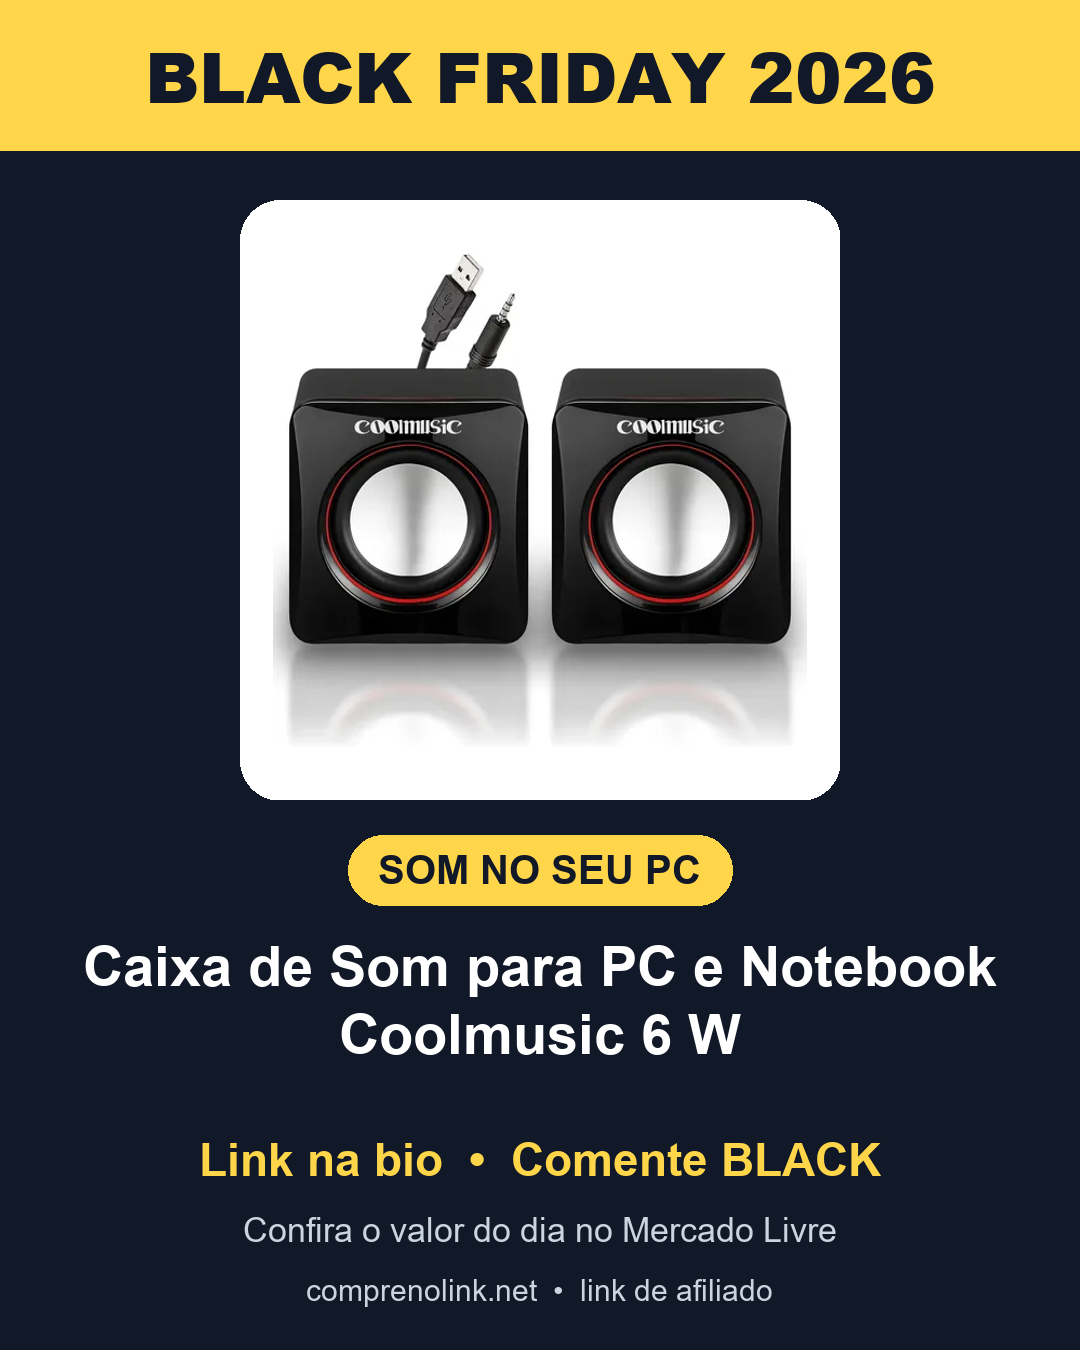 BLACK FRIDAY 2026
COOlMUSiC COOlMUSiC
SOM NO SEU PC
Caixa de Som para PC e Notebook
Coolmusic 6 W
Link na bio • Comente BLACK
Confira o valor do dia no Mercado Livre
comprenolink.net • link de afiliado